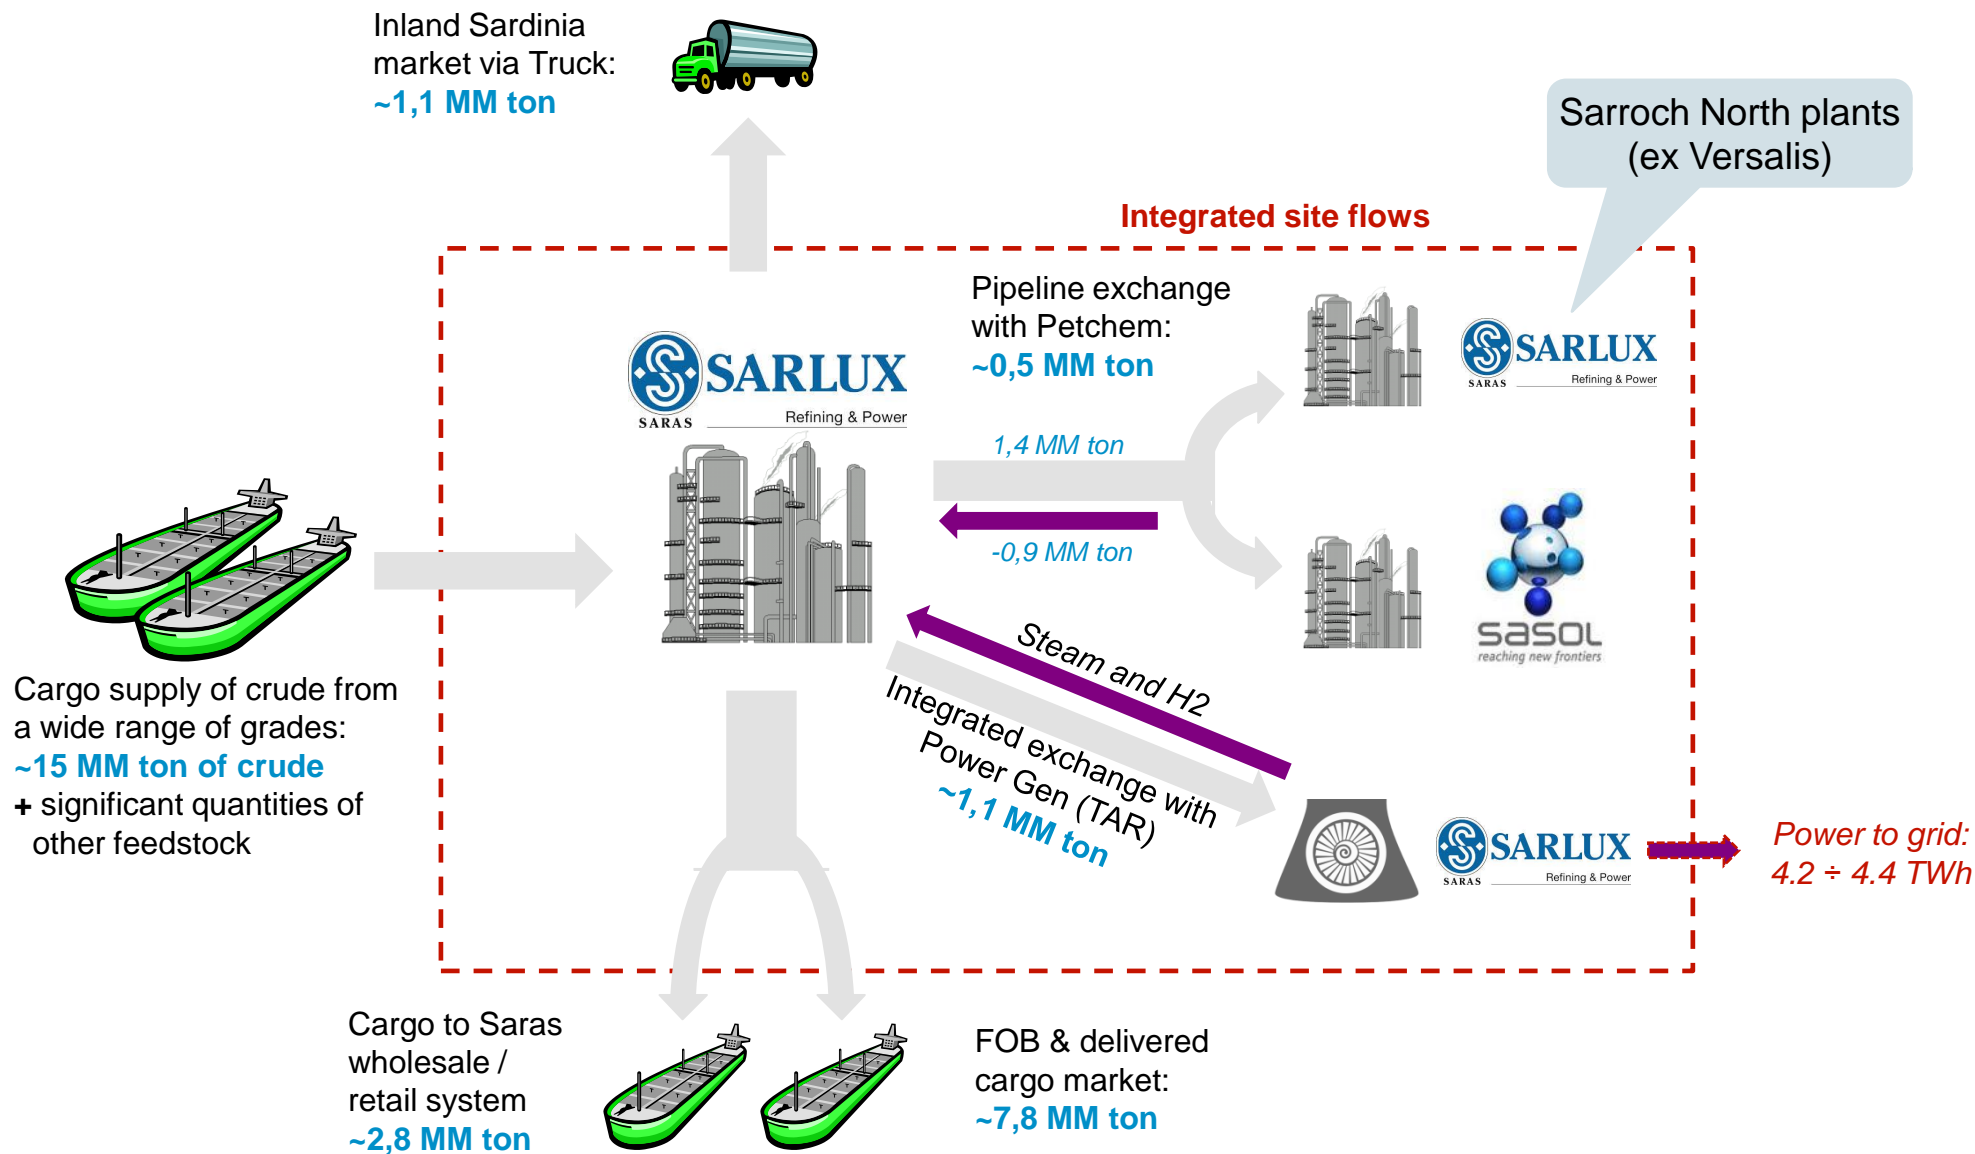 Inland Sardinia
market via Truck:
~1,1 MM ton
Sarroch North plants
(ex Versalis)
Integrated site flows
Pipeline exchange
with Petchem:
~0,5 MM ton
SARLUX
Refining & Power
SARAS
SARLUX
Refining & Power
SARAS
1,4 MM ton
-0,9 MM ton
sasol
reaching new frontiers
Cargo supply of crude from
a wide range of grades:
~15 MM ton of crude
+ significant quantities of
other feedstock
Steam and H2
Integrated exchange with
Power Gen (TAR)
~1,1 MM ton
SARLUX
Refining & Power
SARAS
Power to grid:
4.2 ÷ 4.4 TWh
Cargo to Saras
wholesale /
retail system
~2,8 MM ton
FOB & delivered
cargo market:
~7,8 MM ton